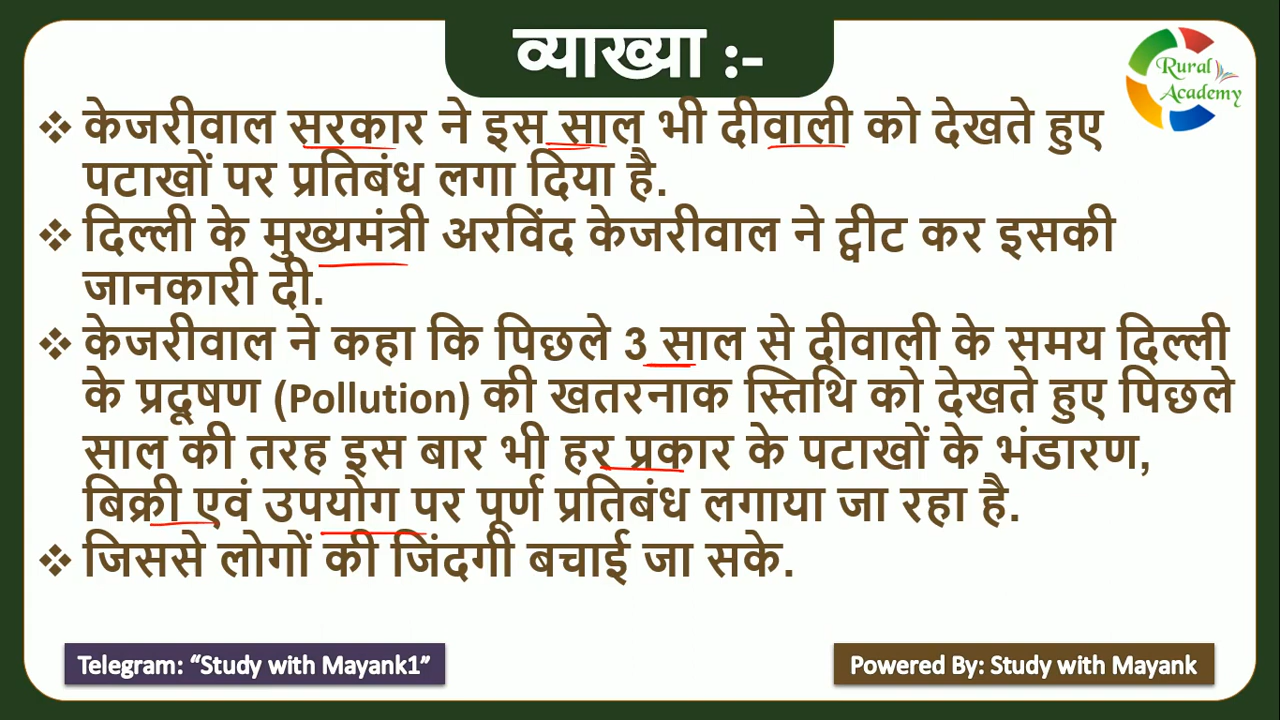 व्याख्या :-
Rural
Academy
❖ केजरीवाल सरकार ने इस साल भी दीवाली को देखते हुए
पटाखों पर प्रतिबंध लगा दिया है.
❖ दिल्ली के मुख्यमंत्री अरविंद केजरीवाल ने ट्वीट कर इसकी
जानकारी दी.
❖ केजरीवाल ने कहा कि पिछले 3 साल से दीवाली के समय दिल्ली
के प्रदूषण (Pollution) की खतरनाक स्तिथि को देखते हुए पिछले
साल की तरह इस बार भी हर प्रकार के पटाखों के भंडारण,
बिक्री एवं उपयोग पर पूर्ण प्रतिबंध लगाया जा रहा है.
❖ जिससे लोगों की जिंदगी बचाई जा सके.
Telegram: “Study with Mayank1”
Powered By: Study with Mayank